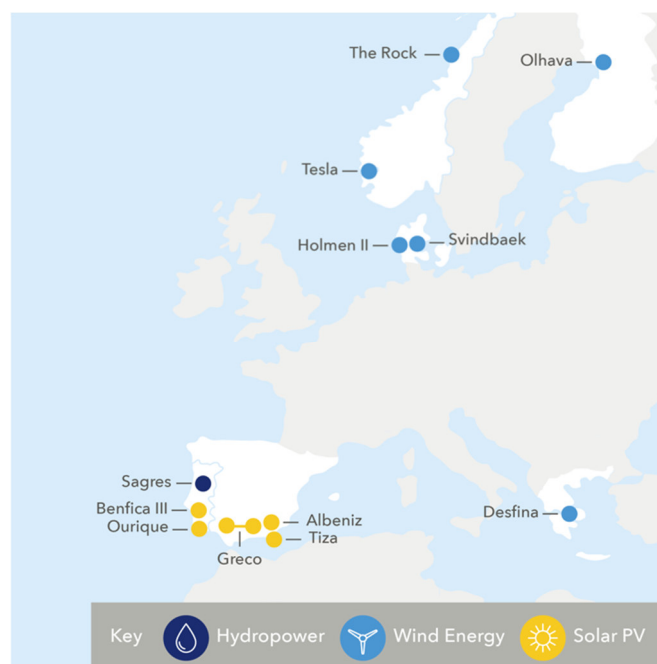 The Rock
Olhava
Tesla
Holmen II
Svindbaek
Sagres
Benfica III
Ourique
Albeniz
Tiza
Greco
Desfina
Key Hydropower Wind Energy Solar PV